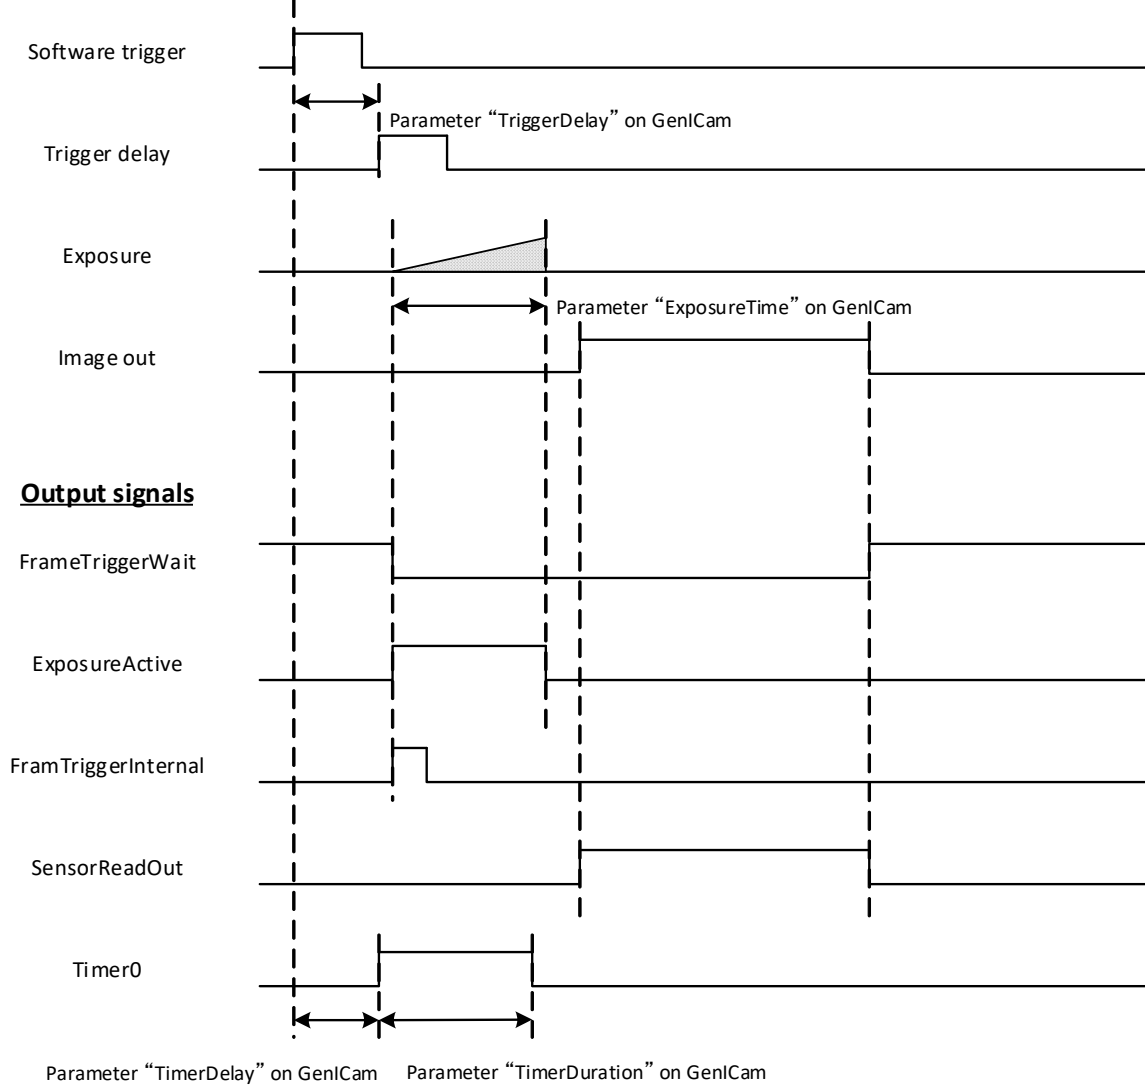 Software trigger
Parameter “TriggerDelay” on GenICam
Trigger delay
Exposure
Parameter “ExposureTime” on GenICam
Image out
Output signals
FrameTriggerWait
ExposureActive
FramTriggerInternal
SensorReadOut
Timer0
Parameter “TimerDelay” on GenICam
Parameter “TimerDuration” on GenICam